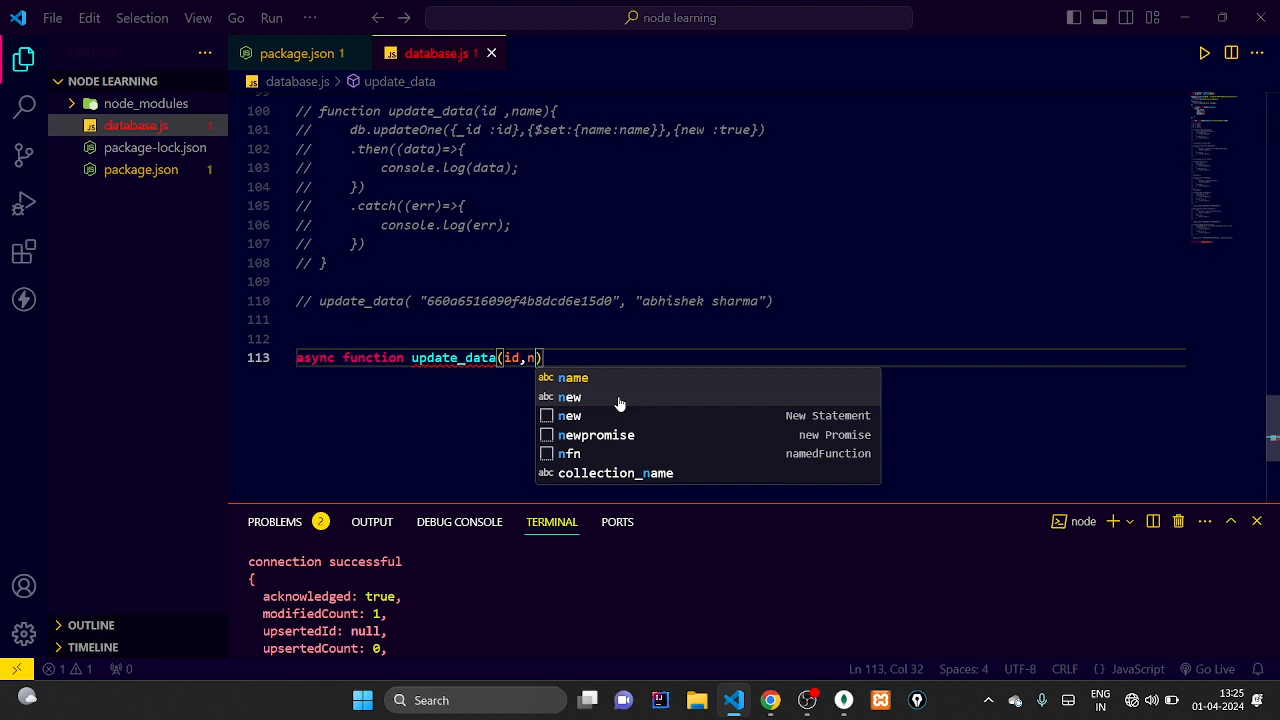 File Edit Selection View Go Run ··· node learning
EXPLORER ···
package.json 1 database.js 1
NODE LEARNING
node_modules
database.js 1
package-lock.json
package.json 1
database.js > update_data
100 // function update_data(id, name){
101 // db.updateOne({_id :id},{$set:{name:name}},{new :true})
102 // .then((data)=>{
103 // console.log(data);
104 // })
105 // .catch((err)=>{
106 // console.log(err);
107 // })
108 // }
109
110 // update_data( "660a6516090f4b8dcd6e15d0", "abhishek sharma")
111
112
113 async function update_data(id,n)
abc name
abc new
new New Statement
newpromise new Promise
nfn namedFunction
abc collection_name
PROBLEMS 2 OUTPUT DEBUG CONSOLE TERMINAL PORTS node
connection successful
{
acknowledged: true,
modifiedCount: 1,
upsertedId: null,
upsertedCount: 0,
OUTLINE
TIMELINE
1 1 0 Ln 113, Col 32 Spaces: 4 UTF-8 CRLF {} JavaScript Go Live
Search ENG IN 13:25 01-04-2024